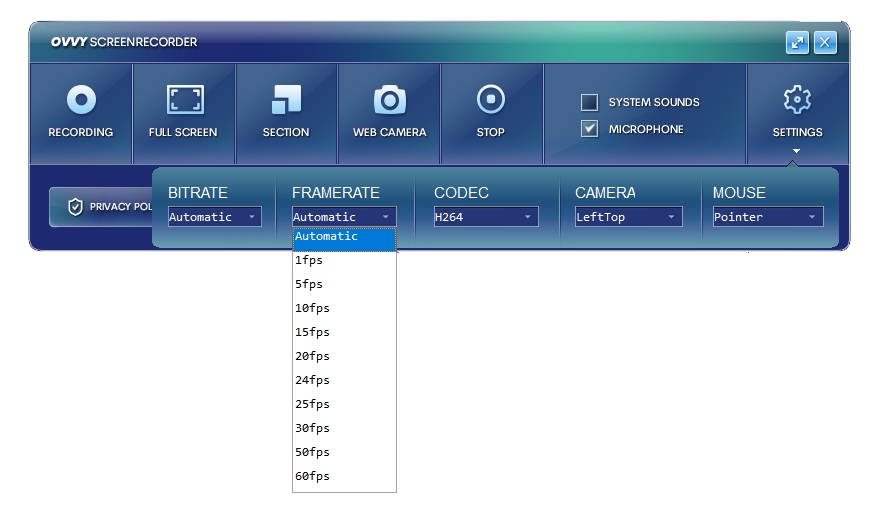 OVVY SCREENRECORDER
RECORDING
FULL SCREEN
SECTION
WEB CAMERA
STOP
SYSTEM SOUNDS
MICROPHONE
SETTINGS
PRIVACY POL
BITRATE
Automatic
FRAMERATE
Automatic
CODEC
H264
CAMERA
LeftTop
MOUSE
Pointer
Automatic
1fps
5fps
10fps
15fps
20fps
24fps
25fps
30fps
50fps
60fps